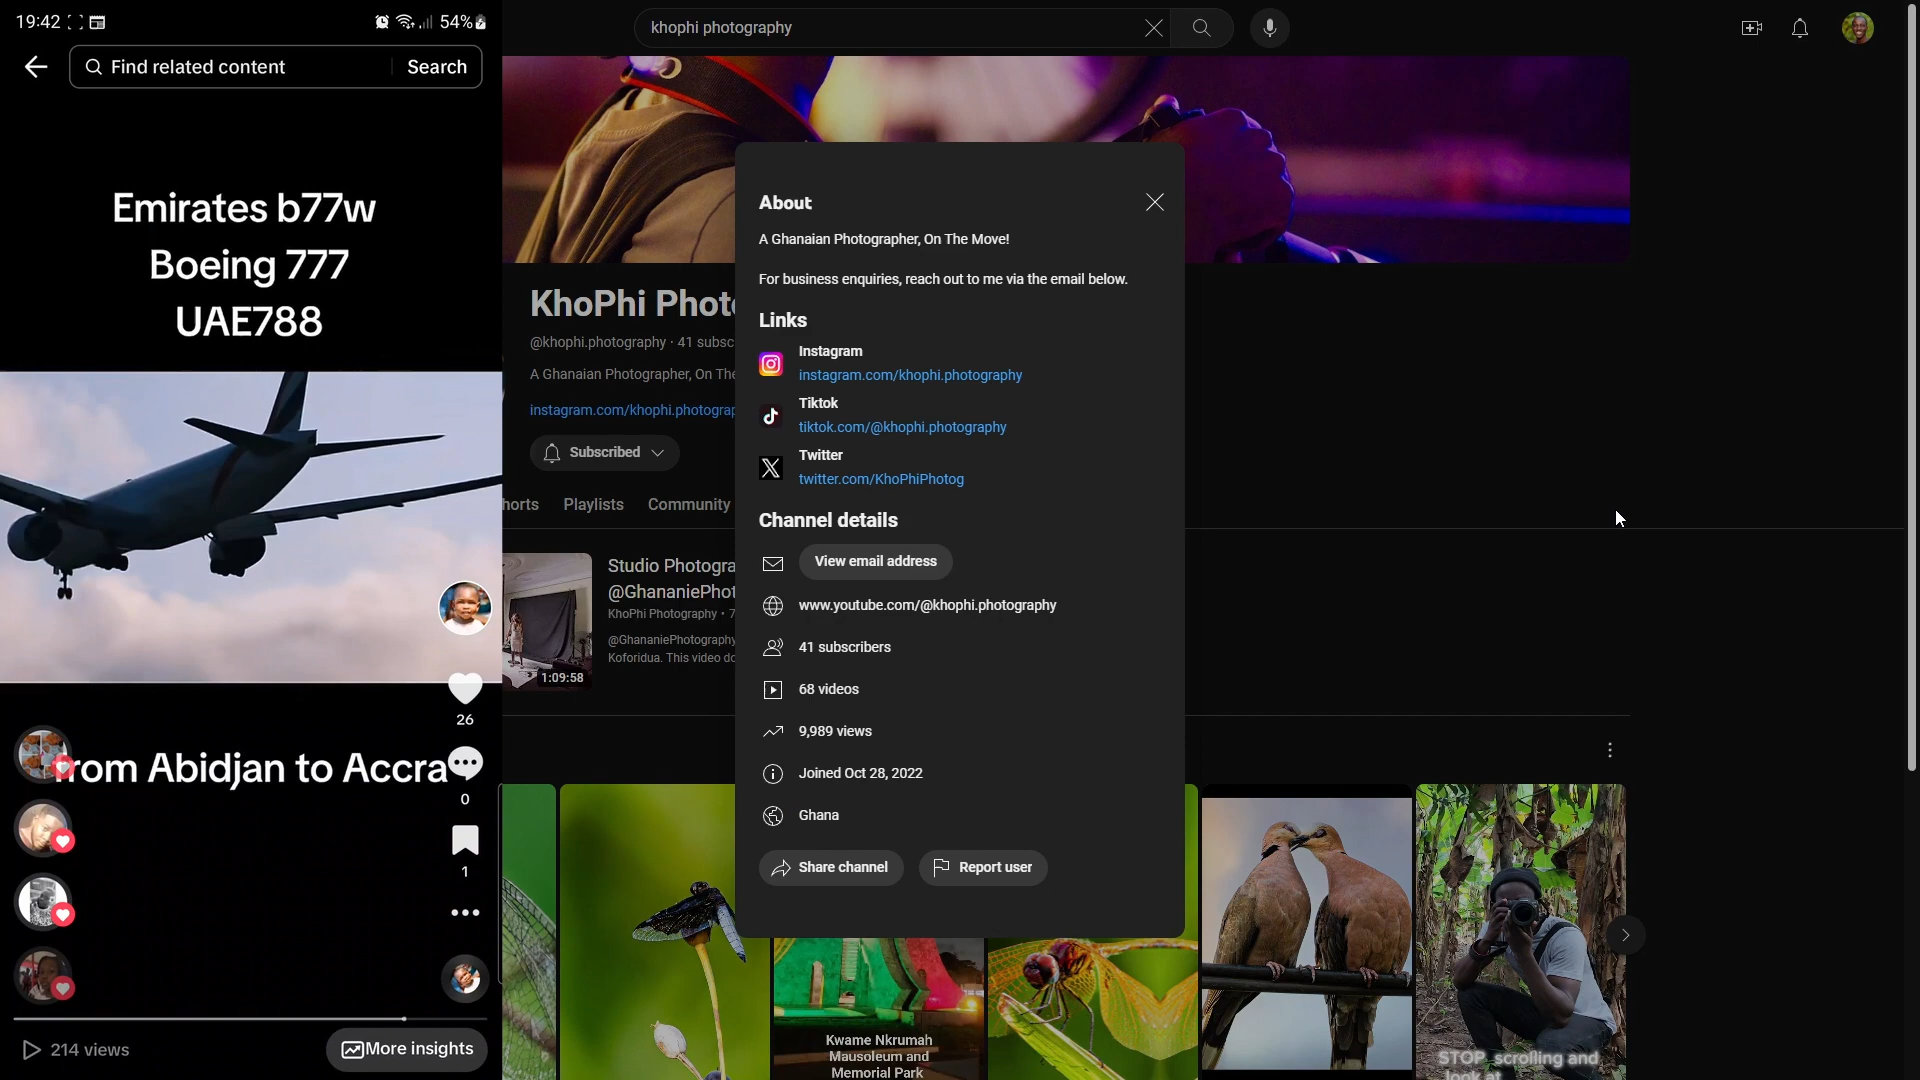 19:42
54%
Find related content
Search
Emirates b77w
Boeing 777
UAE788
26
from Abidjan to Accra
0
1
214 views
More insights
khophi photography
KhoPhi Phot
@khophi.photography · 41 subsc
A Ghanaian Photographer, On The
instagram.com/khophi.photograp
Subscribed
horts
Playlists
Community
1:09:58
Studio Photogra
@GhananiePhot
KhoPhi Photography • 7
@GhananiePhotography
Koforidua. This video do
About
A Ghanaian Photographer, On The Move!
For business enquiries, reach out to me via the email below.
Links
Instagram
instagram.com/khophi.photography
Tiktok
tiktok.com/@khophi.photography
Twitter
twitter.com/KhoPhiPhotog
Channel details
View email address
www.youtube.com/@khophi.photography
41 subscribers
68 videos
9,989 views
Joined Oct 28, 2022
Ghana
Share channel
Report user
Kwame Nkrumah
Mausoleum and
Memorial Park
STOP scrolling and
look at